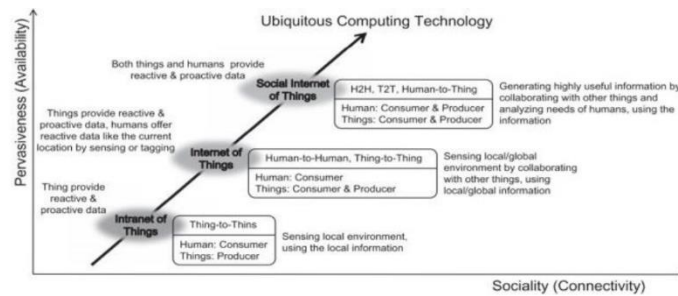 Ubiquitous Computing Technology
Pervasiveness (Availability)
Both things and humans provide
reactive & proactive data
Social Internet
of Things
H2H, T2T, Human-to-Thing
Human: Consumer & Producer
Things: Consumer & Producer
Generating highly useful information by
collaborating with other things and
analyzing needs of humans, using the
information
Things provide reactive &
proactive data, humans offer
reactive data like the current
location by sensing or tagging
Internet of
Things
Human-to-Human, Thing-to-Thing
Human: Consumer
Things: Consumer & Producer
Sensing local/global
environment by collaborating
with other things, using
local/global information
Thing provide
reactive &
proactive data
Intranet of
Things
Thing-to-Thins
Human: Consumer
Things: Producer
Sensing local environment,
using the local information
Sociality (Connectivity)